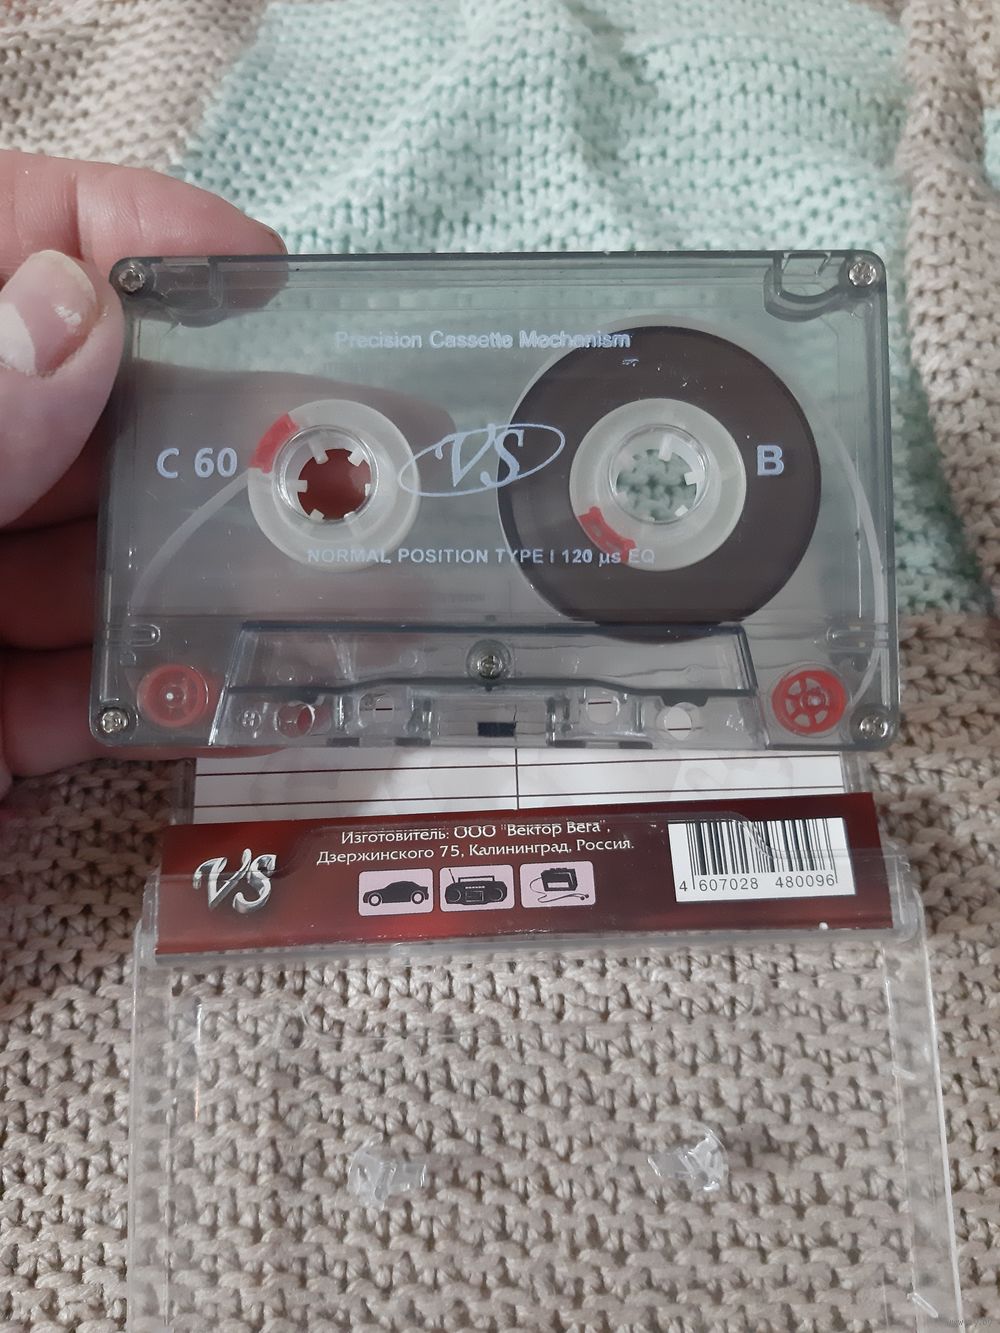 Precision Cassette Mechanism
C 60
VS
B
NORMAL POSITION TYPE I 120 µs EQ
Изготовитель: ООО "Вектор Вега",
Дзержинского 75, Калининград, Россия.
VS
4 607028 480096